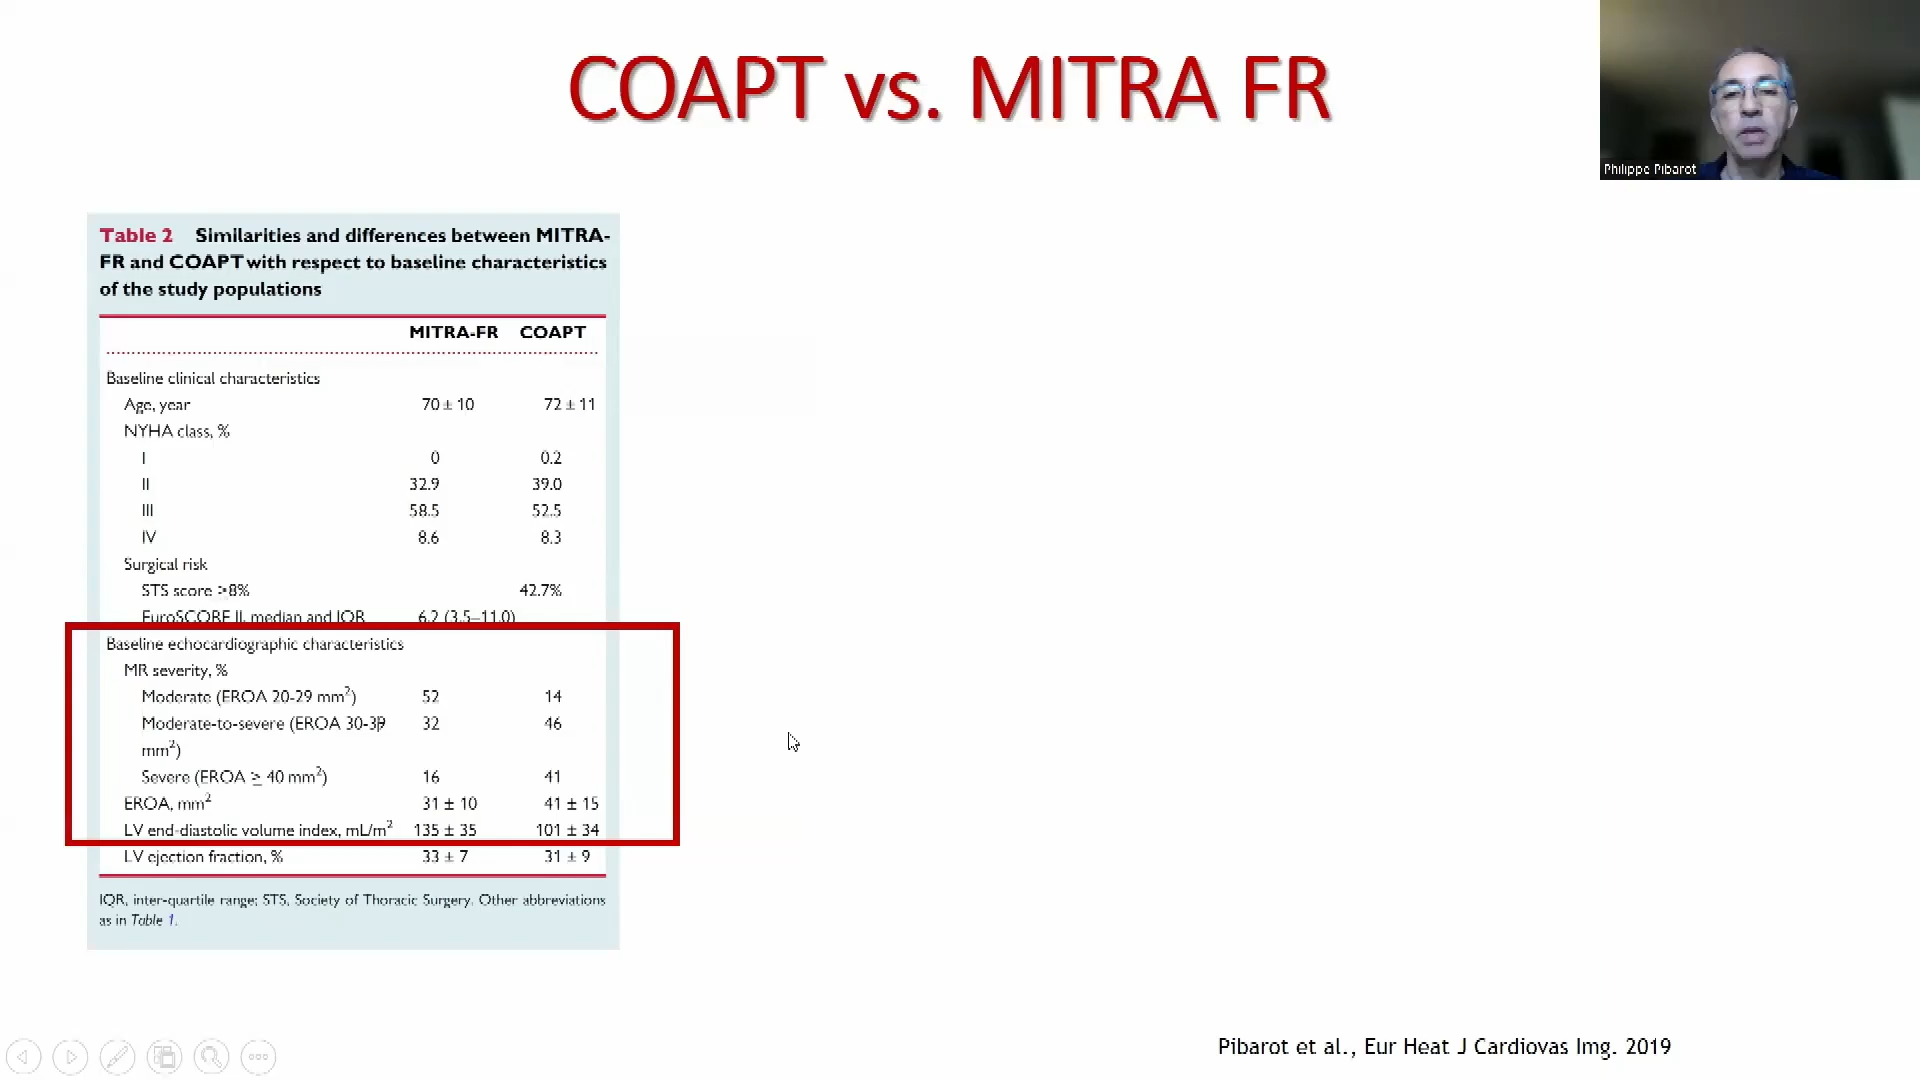 COAPT vs. MITRA FR
Philippe Pibarot
Table 2 Similarities and differences between MITRA-
FR and COAPT with respect to baseline characteristics
of the study populations
MITRA-FR COAPT
Baseline clinical characteristics
Age, year 70 ± 10 72 ± 11
NYHA class, %
I 0 0.2
II 32.9 39.0
III 58.5 52.5
IV 8.6 8.3
Surgical risk
STS score >8% 42.7%
EuroSCORE II, median and IQR 6.2 (3.5–11.0)
Baseline echocardiographic characteristics
MR severity, %
Moderate (EROA 20-29 mm²) 52 14
Moderate-to-severe (EROA 30-39 32 46
mm²)
Severe (EROA ≥ 40 mm²) 16 41
EROA, mm² 31 ± 10 41 ± 15
LV end-diastolic volume index, mL/m² 135 ± 35 101 ± 34
LV ejection fraction, % 33 ± 7 31 ± 9
IQR, inter-quartile range; STS, Society of Thoracic Surgery. Other abbreviations
as in Table 1.
Pibarot et al., Eur Heat J Cardiovas Img. 2019